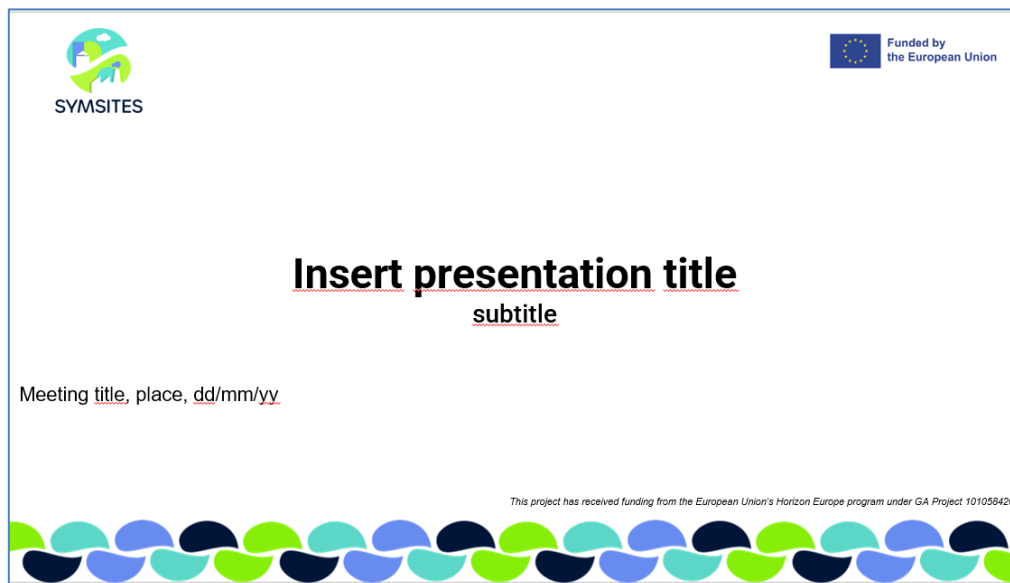 SYMSITES
Funded by
the European Union
Insert presentation title
subtitle
Meeting title, place, dd/mm/yy
This project has received funding from the European Union's Horizon Europe program under GA Project 101058426